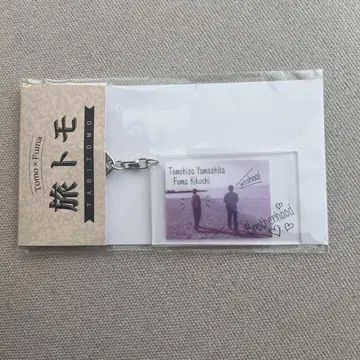 Tomo × Fuma
旅トモ
TABITOMO
Tomohisa Yamashita
Fuma Kikuchi
Brotherhood